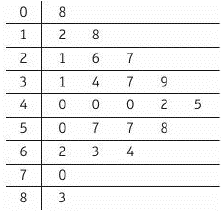 0 8
1 2 8
2 1 6 7
3 1 4 7 9
4 0 0 0 2 5
5 0 7 7 8
6 2 3 4
7 0
8 3